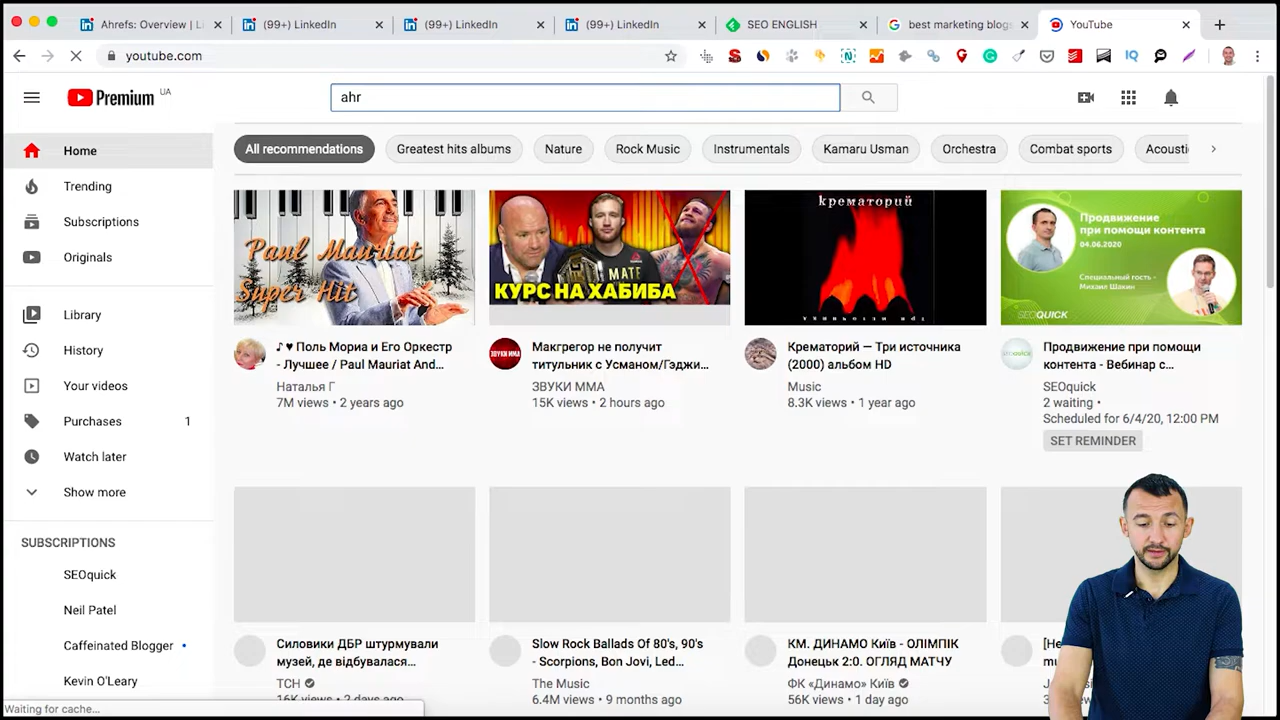 Ahrefs: Overview | Li
(99+) LinkedIn
(99+) LinkedIn
(99+) LinkedIn
SEO ENGLISH
best marketing blogs
YouTube
youtube.com
Premium UA
ahr
All recommendations
Greatest hits albums
Nature
Rock Music
Instrumentals
Kamaru Usman
Orchestra
Combat sports
Acousti
Home
Trending
Subscriptions
Originals
Library
History
Your videos
Purchases 1
Watch later
Show more
SUBSCRIPTIONS
SEOquick
Neil Patel
Caffeinated Blogger
Kevin O'Leary
Waiting for cache...
Paul Mauriat
Super Hit
♪ ♥ Поль Мориа и Его Оркестр
- Лучшее / Paul Mauriat And...
Наталья Г
7M views • 2 years ago
MATE
КУРС НА ХАБИБА
ЗВУКИ ММА
Макгрегор не получит
титульник с Усманом/Гэджи...
ЗВУКИ ММА
15K views • 2 hours ago
крематорий
Крематорий — Три источника
(2000) альбом HD
Music
8.3K views • 1 year ago
Продвижение
при помощи контента
04.06.2020
Специальный гость -
Михаил Шакин
SEOQUICK
Продвижение при помощи
контента - Вебинар с...
SEOquick
2 waiting •
Scheduled for 6/4/20, 12:00 PM
SET REMINDER
Силовики ДБР штурмували
музей, де відбувалася...
ТСН
16K views • 2 days ago
Slow Rock Ballads Of 80's, 90's
- Scorpions, Bon Jovi, Led...
The Music
6.4M views • 9 months ago
КМ. ДИНАМО Київ - ОЛІМПІК
Донецьк 2:0. ОГЛЯД МАТЧУ
ФК «Динамо» Київ
56K views • 1 day ago